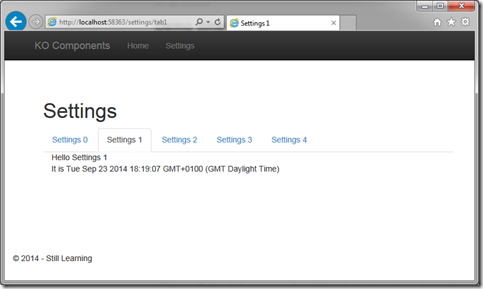 http://localhost:58363/settings/tab1
Settings 1
KO Components Home Settings
Settings
Settings 0 Settings 1 Settings 2 Settings 3 Settings 4
Hello Settings 1
It is Tue Sep 23 2014 18:19:07 GMT+0100 (GMT Daylight Time)
© 2014 - Still Learning